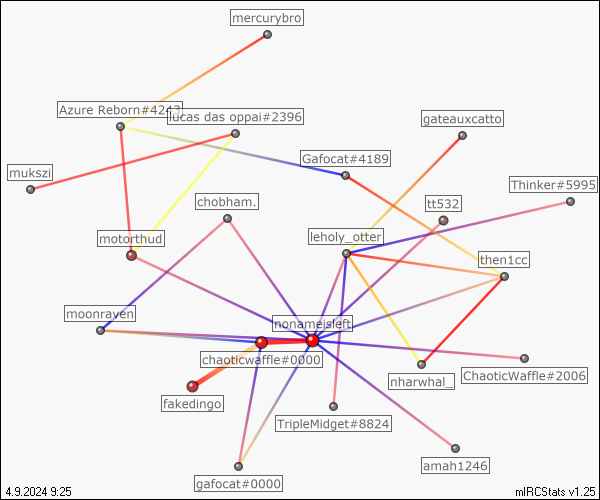 mercurybro
Azure Reborn#4243
lucas das oppai#2396
gateauxcatto
Gafocat#4189
mukszi
Thinker#5995
chobham.
tt532
motorthud
leholy_otter
then1cc
moonraven
nonameisleft
chaoticwaffle#0000
ChaoticWaffle#2006
nharwhal_
fakedingo
TripleMidget#8824
amah1246
gafocat#0000
4.9.2024 9:25
mIRCStats v1.25